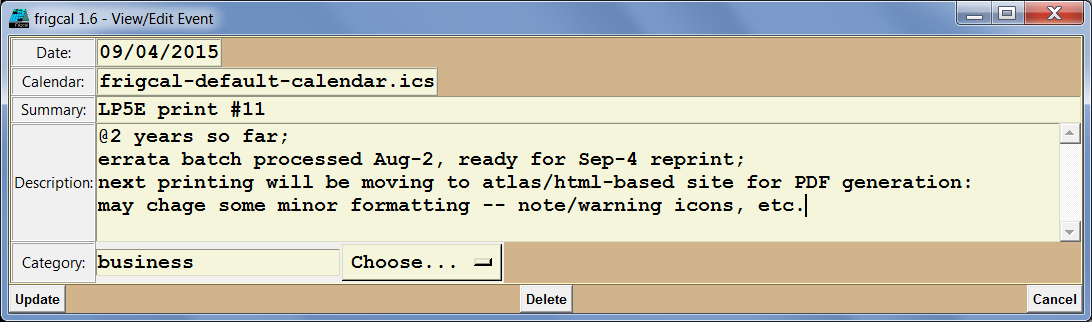 frigcal
frigcal 1.6 - View/Edit Event
Date: 09/04/2015
Calendar: frigcal-default-calendar.ics
Summary: LP5E print #11
Description: @2 years so far;
errata batch processed Aug-2, ready for Sep-4 reprint;
next printing will be moving to atlas/html-based site for PDF generation:
may chage some minor formatting -- note/warning icons, etc.
Category: business Choose...
Update Delete Cancel